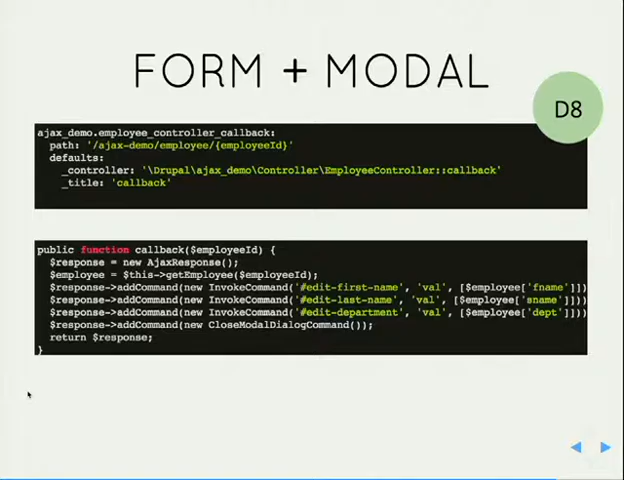 FORM + MODAL
D8
ajax_demo.employee_controller_callback:
path: '/ajax-demo/employee/{employeeId}'
defaults:
_controller: '\Drupal\ajax_demo\Controller\EmployeeController::callback'
_title: 'callback'
public function callback($employeeId) {
$response = new AjaxResponse();
$employee = $this->getEmployee($employeeId);
$response->addCommand(new InvokeCommand('#edit-first-name', 'val', [$employee['fname']]))
$response->addCommand(new InvokeCommand('#edit-last-name', 'val', [$employee['sname']]))
$response->addCommand(new InvokeCommand('#edit-department', 'val', [$employee['dept']]))
$response->addCommand(new CloseModalDialogCommand());
return $response;
}